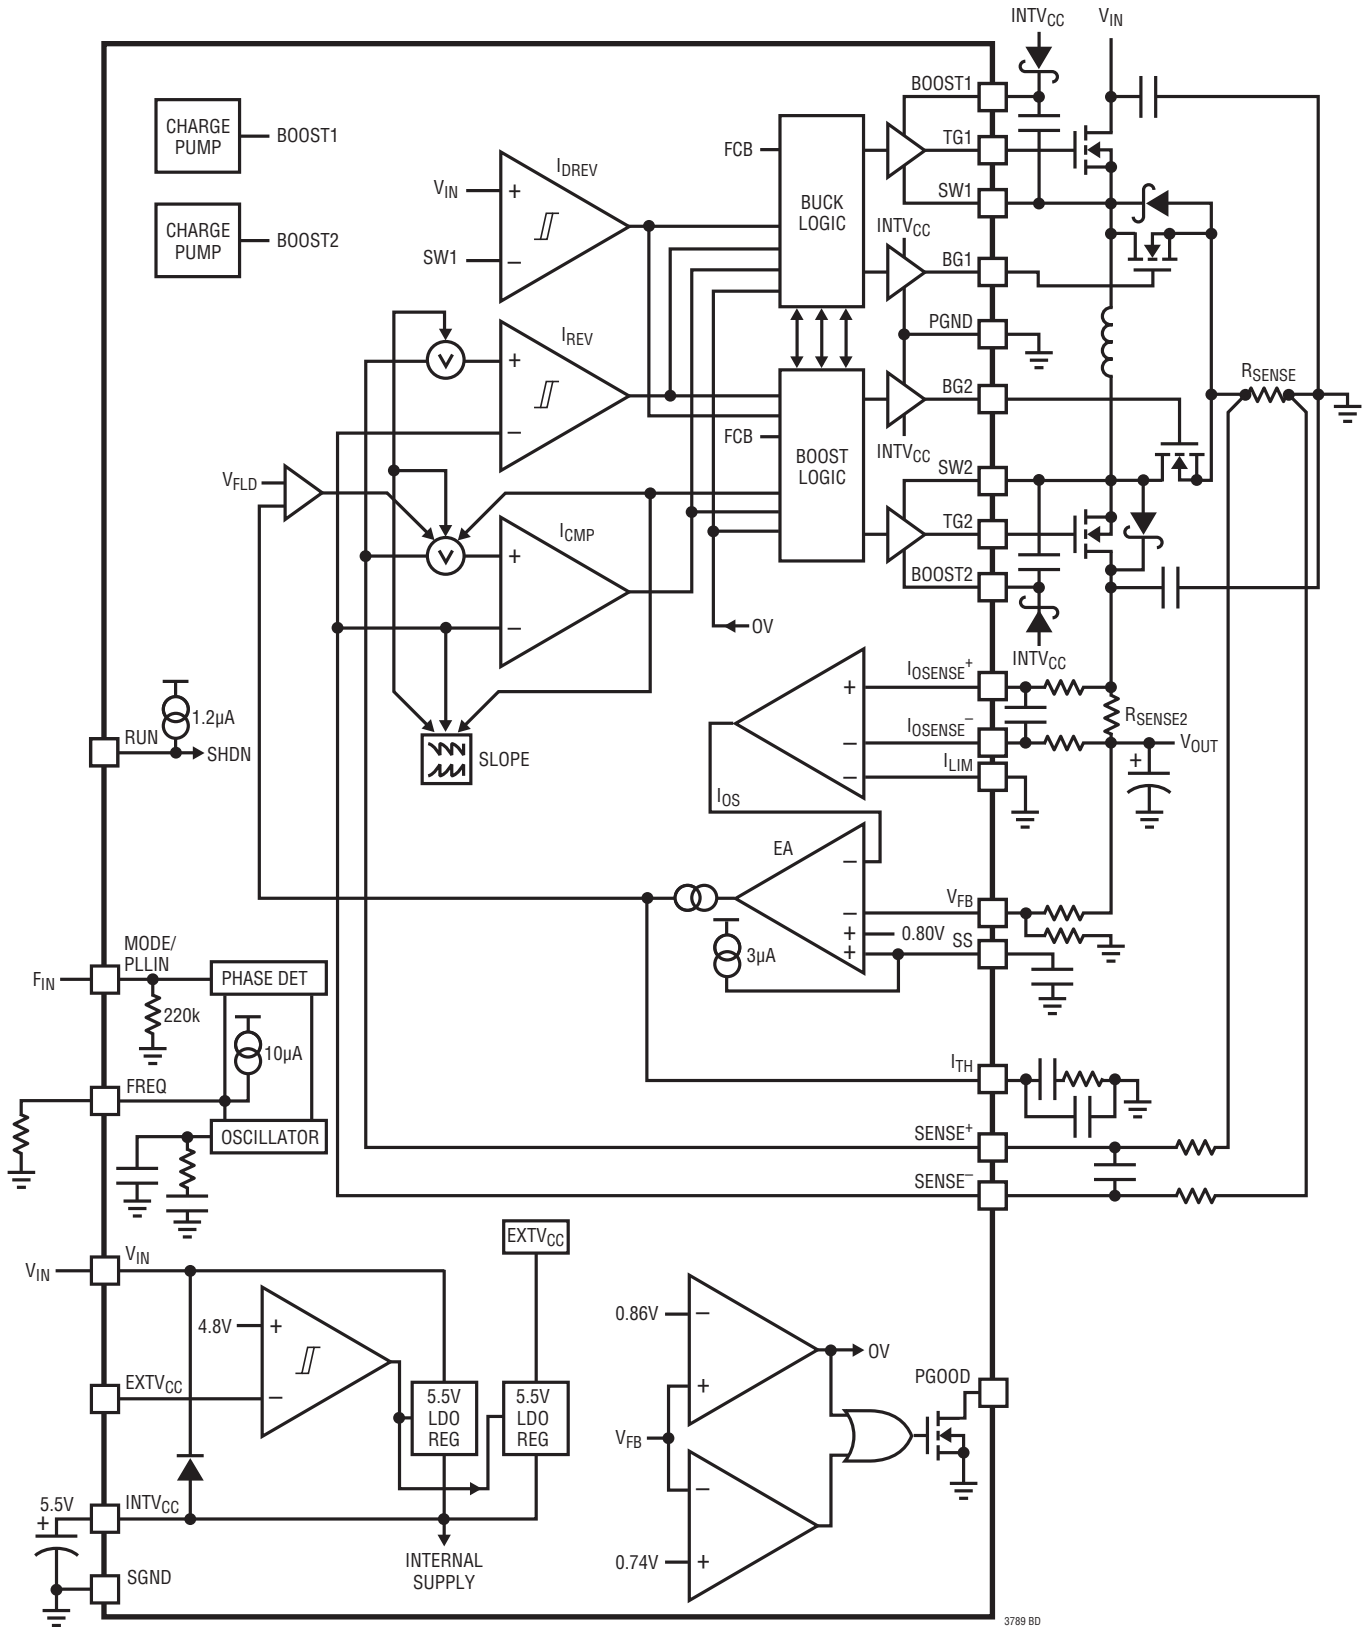 INTVCC
VIN
CHARGE
PUMP
BOOST1
CHARGE
PUMP
BOOST2
VIN
SW1
IDREV
FCB
BUCK
LOGIC
BOOST1
TG1
SW1
INTVCC
BG1
PGND
IREV
BG2
RSENSE
FCB
INTVCC
BOOST
LOGIC
SW2
VFLD
ICMP
TG2
BOOST2
OV
INTVCC
IOSENSE+
RSENSE2
IOSENSE–
VOUT
ILIM
1.2µA
RUN
SHDN
SLOPE
IOS
EA
VFB
0.80V
SS
3µA
MODE/
PLLIN
FIN
PHASE DET
220k
10µA
FREQ
OSCILLATOR
ITH
SENSE+
SENSE–
EXTVCC
VIN
VIN
4.8V
EXTVCC
5.5V
LDO
REG
5.5V
LDO
REG
0.86V
OV
PGOOD
VFB
0.74V
5.5V
INTVCC
INTERNAL
SUPPLY
SGND
3789 BD